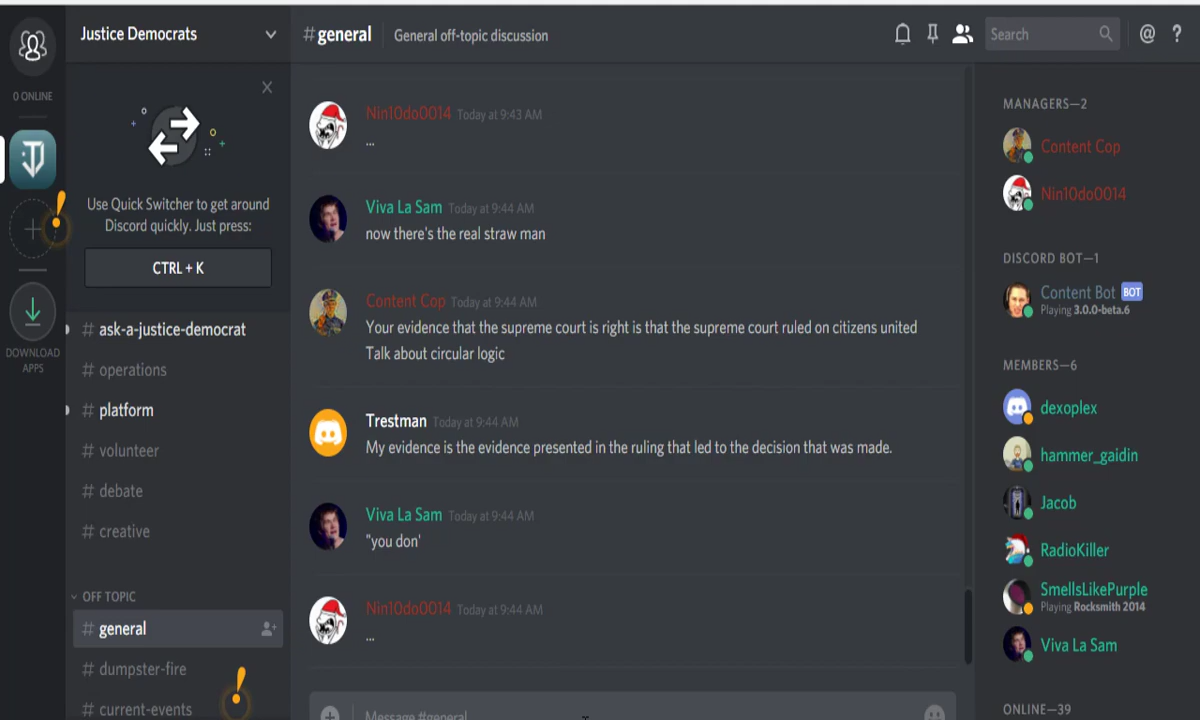 0 ONLINE
DOWNLOAD
APPS
Justice Democrats
Use Quick Switcher to get around
Discord quickly. Just press:
CTRL + K
# ask-a-justice-democrat
# operations
# platform
# volunteer
# debate
# creative
OFF TOPIC
# general
# dumpster-fire
# current-events
#general General off-topic discussion
Search
@ ?
Nin10do0014 Today at 9:43 AM
...
Viva La Sam Today at 9:44 AM
now there's the real straw man
Content Cop Today at 9:44 AM
Your evidence that the supreme court is right is that the supreme court ruled on citizens united
Talk about circular logic
Trestman Today at 9:44 AM
My evidence is the evidence presented in the ruling that led to the decision that was made.
Viva La Sam Today at 9:44 AM
"you don'
Nin10do0014 Today at 9:44 AM
...
Message #general
MANAGERS—2
Content Cop
Nin10do0014
DISCORD BOT—1
Content Bot BOT
Playing 3.0.0-beta.6
MEMBERS—6
dexoplex
hammer_gaidin
Jacob
RadioKiller
SmellsLikePurple
Playing Rocksmith 2014
Viva La Sam
ONLINE—39